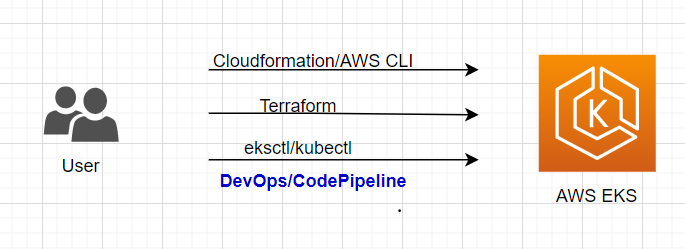 Cloudformation/AWS CLI
Terraform
eksctl/kubectl
DevOps/CodePipeline
User
K
AWS EKS